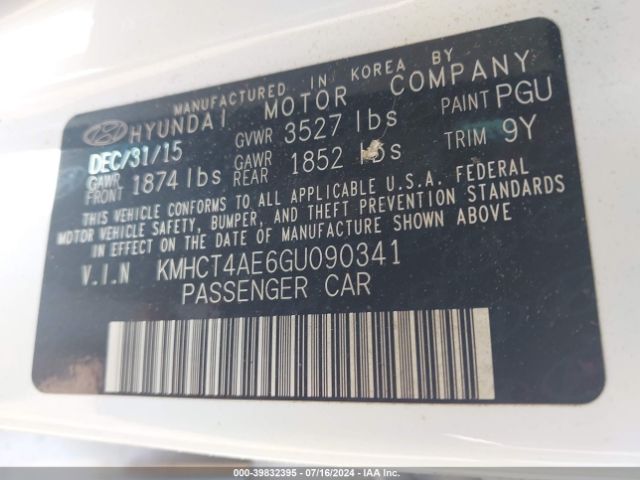 MANUFACTURED IN KOREA BY
HYUNDAI MOTOR COMPANY
DEC/31/15 GVWR 3527 lbs PAINT PGU
GAWR FRONT 1874 lbs GAWR REAR 1852 lbs TRIM 9Y
THIS VEHICLE CONFORMS TO ALL APPLICABLE U.S.A. FEDERAL
MOTOR VEHICLE SAFETY, BUMPER, AND THEFT PREVENTION STANDARDS
IN EFFECT ON THE DATE OF MANUFACTURE SHOWN ABOVE
V.I.N KMHCT4AE6GU090341
PASSENGER CAR
000-39832395 - 07/16/2024 - IAA Inc.